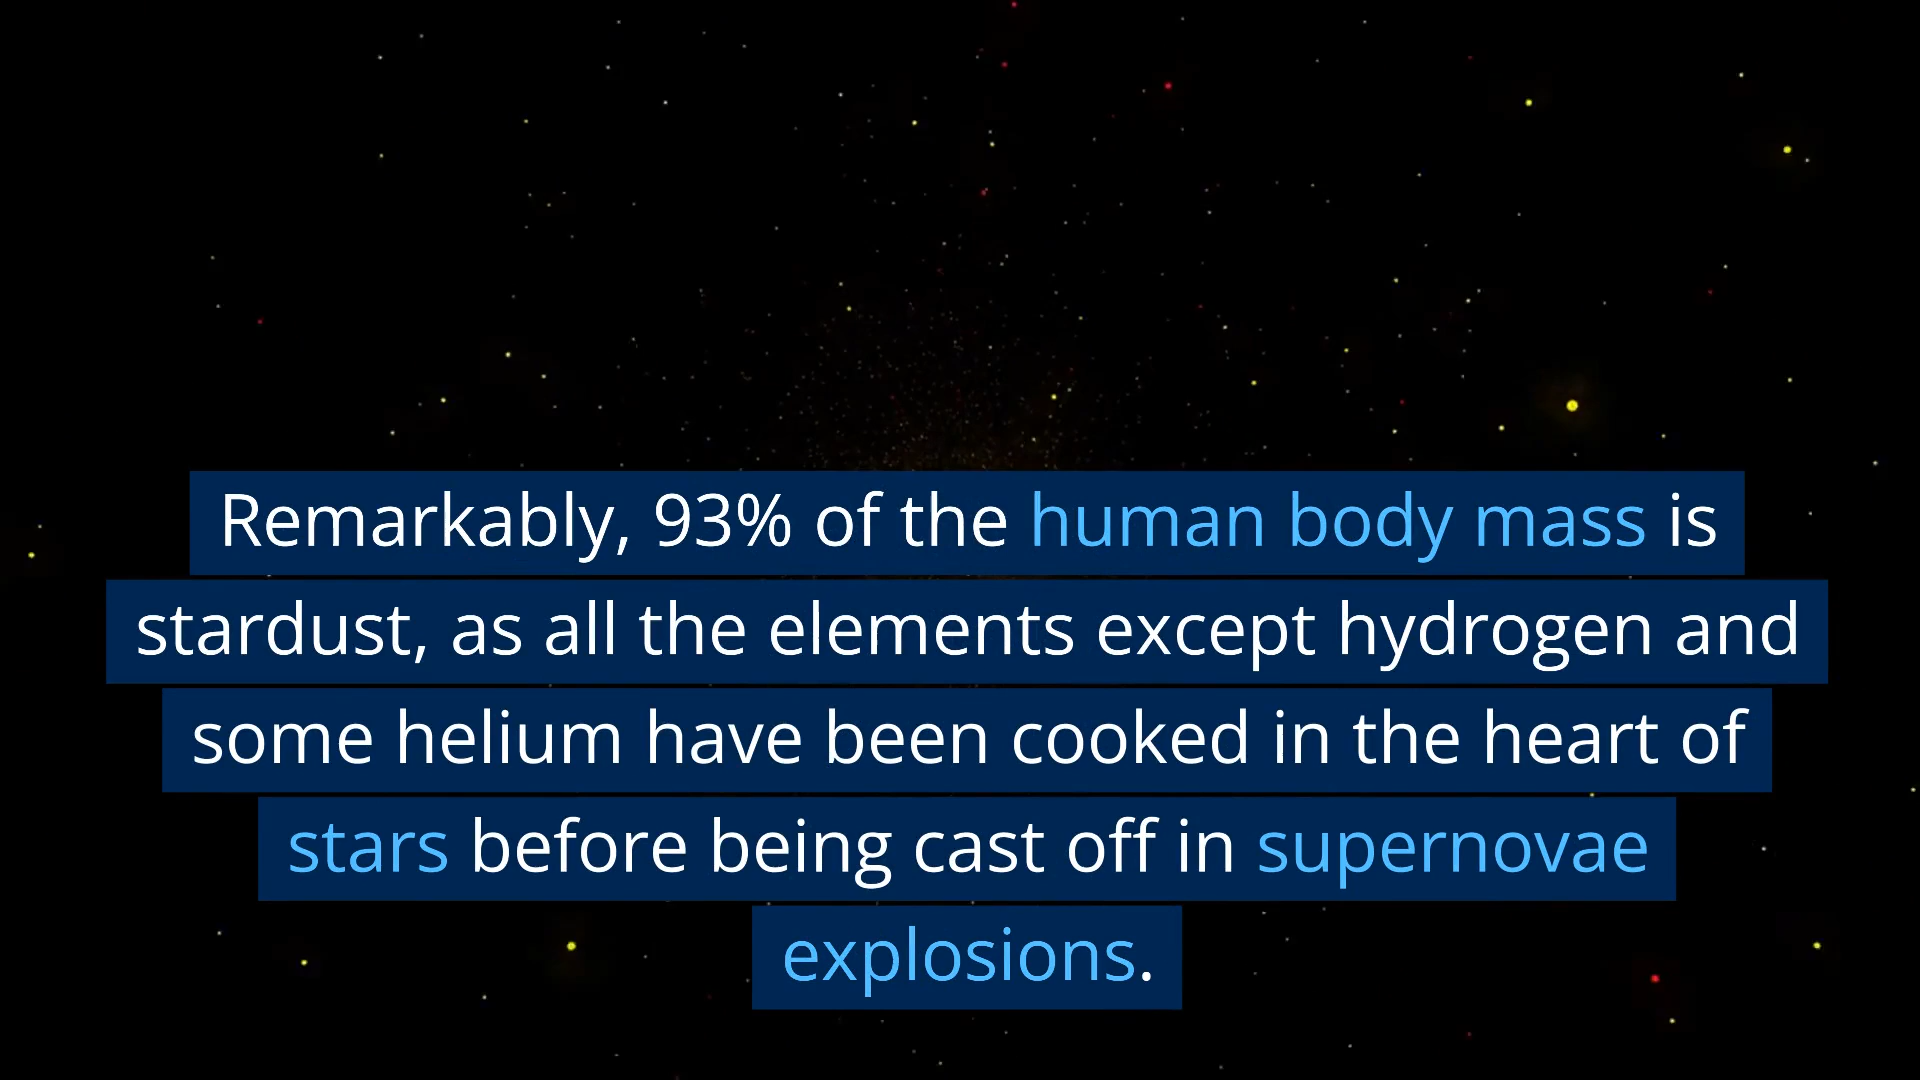 Remarkably, 93% of the human body mass is
stardust, as all the elements except hydrogen and
some helium have been cooked in the heart of
stars before being cast off in supernovae
explosions.